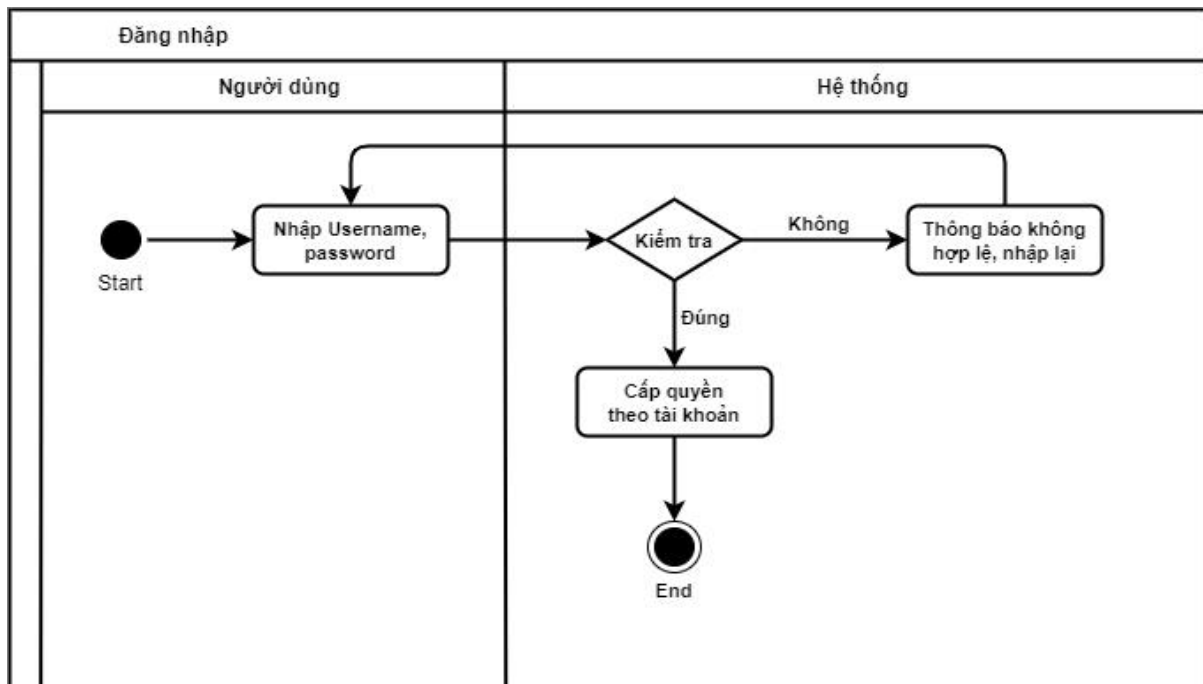 Đăng nhập
Người dùng
Hệ thống
Start
Nhập Username,
password
Kiểm tra
Không
Thông báo không
hợp lệ, nhập lại
Đúng
Cấp quyền
theo tài khoản
End